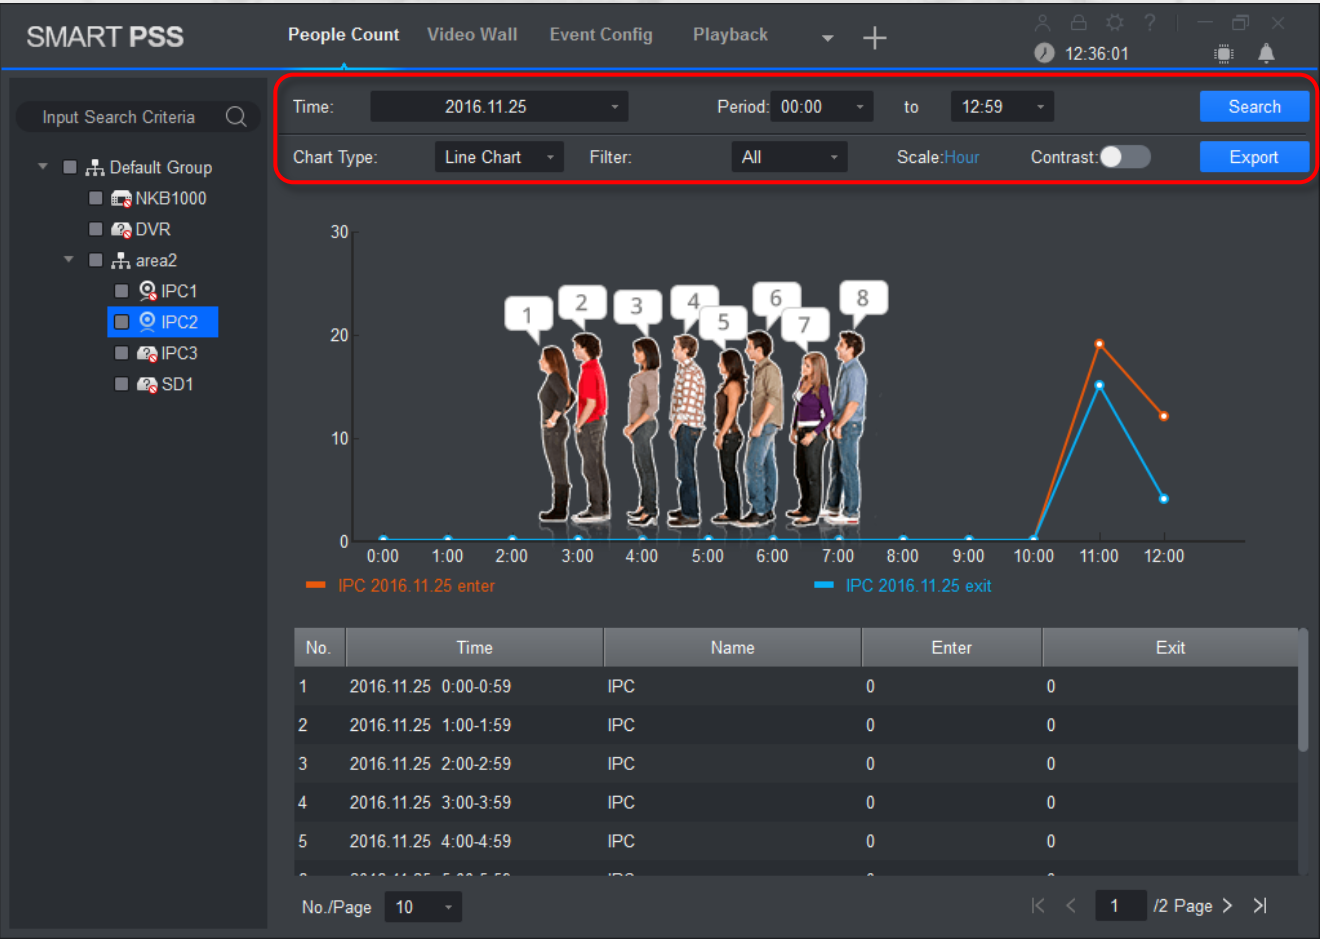 SMART PSS
People Count Video Wall Event Config Playback
12:36:01
Time: 2016.11.25 Period: 00:00 to 12:59 Search
Chart Type: Line Chart Filter: All Scale:Hour Contrast: Export
Input Search Criteria
Default Group
NKB1000
DVR
area2
IPC1
IPC2
IPC3
SD1
30
20
10
0
1 2 3 4 5 6 7 8
0:00 1:00 2:00 3:00 4:00 5:00 6:00 7:00 8:00 9:00 10:00 11:00 12:00
IPC 2016.11.25 enter IPC 2016.11.25 exit
No. Time Name Enter Exit
1 2016.11.25 0:00-0:59 IPC 0 0
2 2016.11.25 1:00-1:59 IPC 0 0
3 2016.11.25 2:00-2:59 IPC 0 0
4 2016.11.25 3:00-3:59 IPC 0 0
5 2016.11.25 4:00-4:59 IPC 0 0
No./Page 10 1 /2 Page